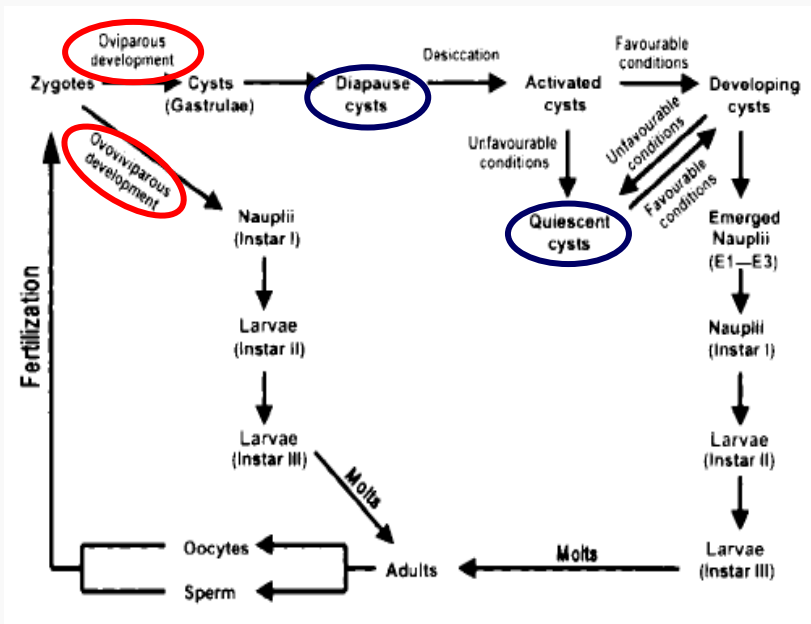 Oviparous
development
Desiccation
Favourable
conditions
Zygotes
Cysts
(Gastrulae)
Diapause
cysts
Activated
cysts
Developing
cysts
Ovoviviparous
development
Unfavourable
conditions
Unfavourable
conditions
Favourable
conditions
Nauplii
(Instar I)
Quiescent
cysts
Emerged
Nauplii
(E1—E3)
Fertilization
Larvae
(Instar II)
Nauplii
(Instar I)
Larvae
(Instar III)
Molts
Larvae
(Instar II)
Oocytes
Sperm
Adults
Molts
Larvae
(Instar III)